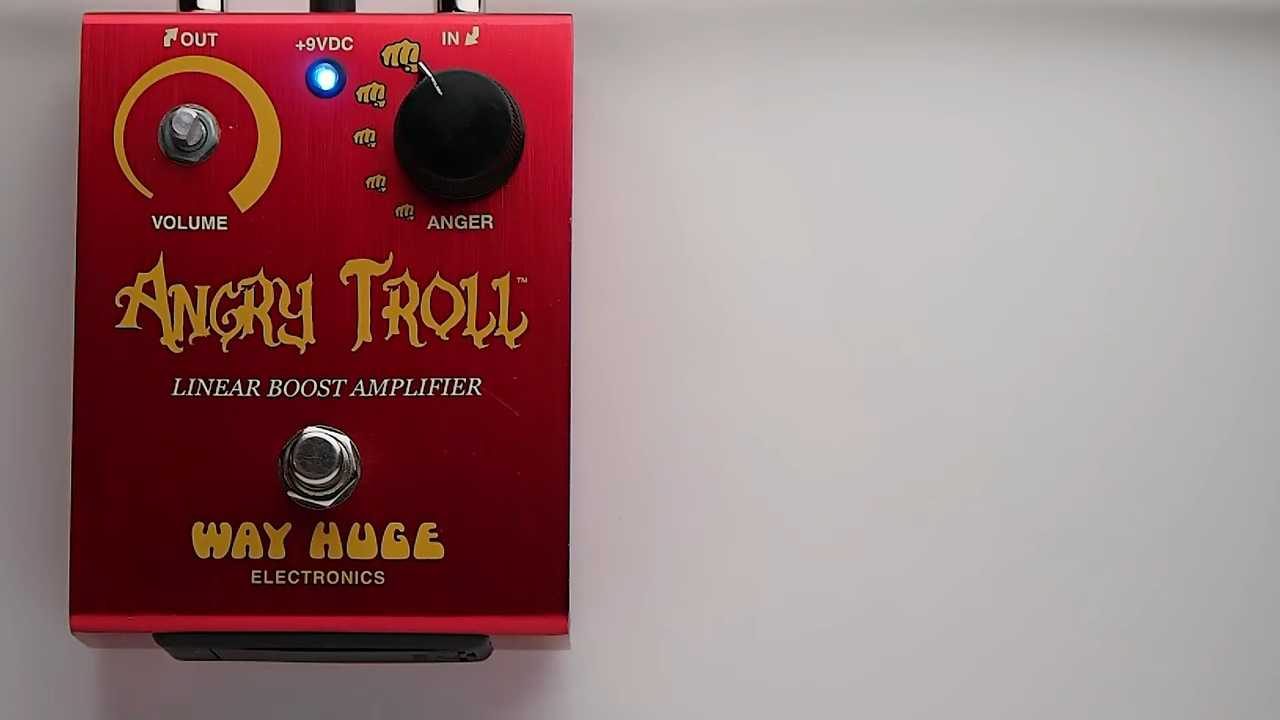 OUT +9VDC IN
VOLUME ANGER
ANGRY TROLL™
LINEAR BOOST AMPLIFIER
WAY HUGE
ELECTRONICS